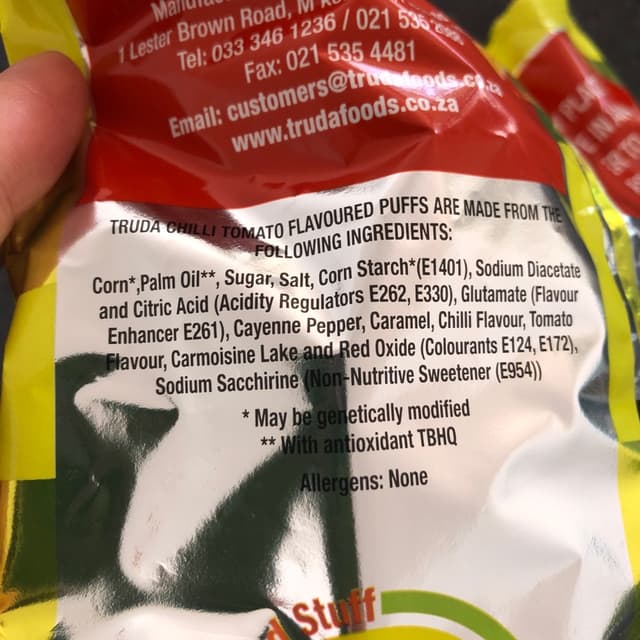 1 Lester Brown Road,
Tel: 033 346 1236 / 021 535
Fax: 021 535 4481
Email: customers@trudafoods.co.za
www.trudafoods.co.za
TRUDA CHILLI TOMATO FLAVOURED PUFFS ARE MADE FROM THE
FOLLOWING INGREDIENTS:
Corn*,Palm Oil**, Sugar, Salt, Corn Starch*(E1401), Sodium Diacetate
and Citric Acid (Acidity Regulators E262, E330), Glutamate (Flavour
Enhancer E261), Cayenne Pepper, Caramel, Chilli Flavour, Tomato
Flavour, Carmoisine Lake and Red Oxide (Colourants E124, E172),
Sodium Sacchirine (Non-Nutritive Sweetener (E954))
* May be genetically modified
** With antioxidant TBHQ
Allergens: None
Stuff